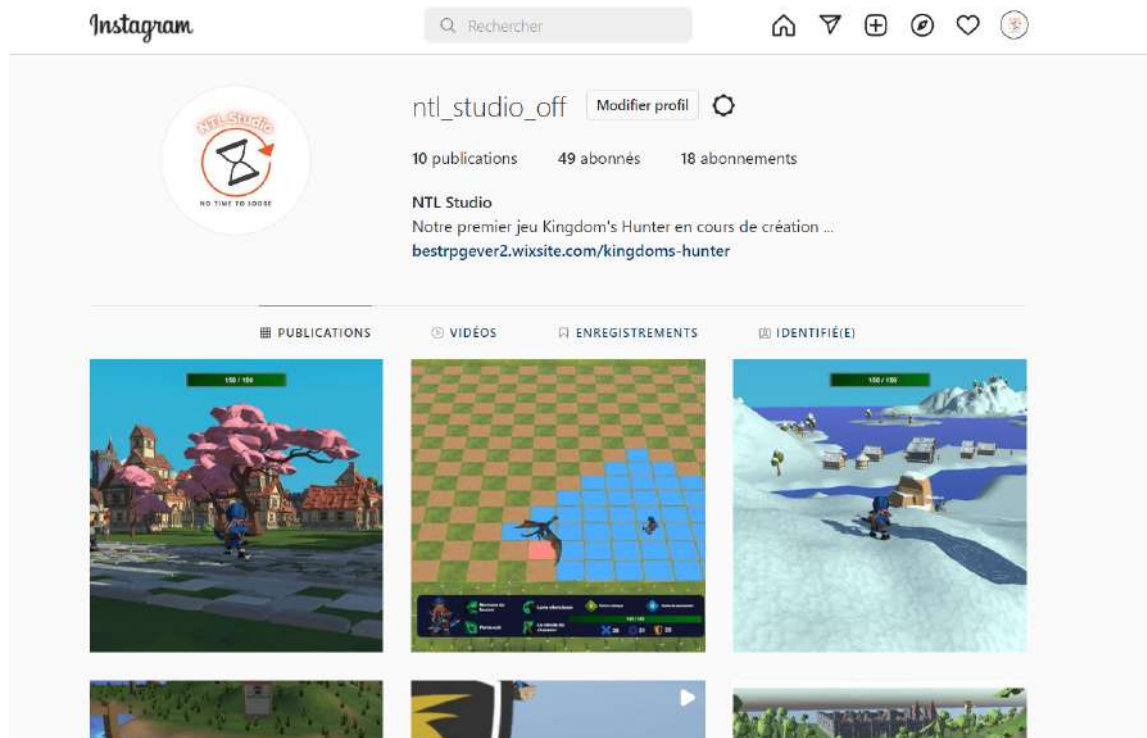 Instagram
Rechercher
NTL Studio
NO TIME TO LOOSE
ntl_studio_off Modifier profil
10 publications 49 abonnés 18 abonnements
NTL Studio
Notre premier jeu Kingdom's Hunter en cours de création ...
bestrpgever2.wixsite.com/kingdoms-hunter
PUBLICATIONS VIDÉOS ENREGISTREMENTS IDENTIFIÉ(E)
150 / 150
150 / 150
150 / 150